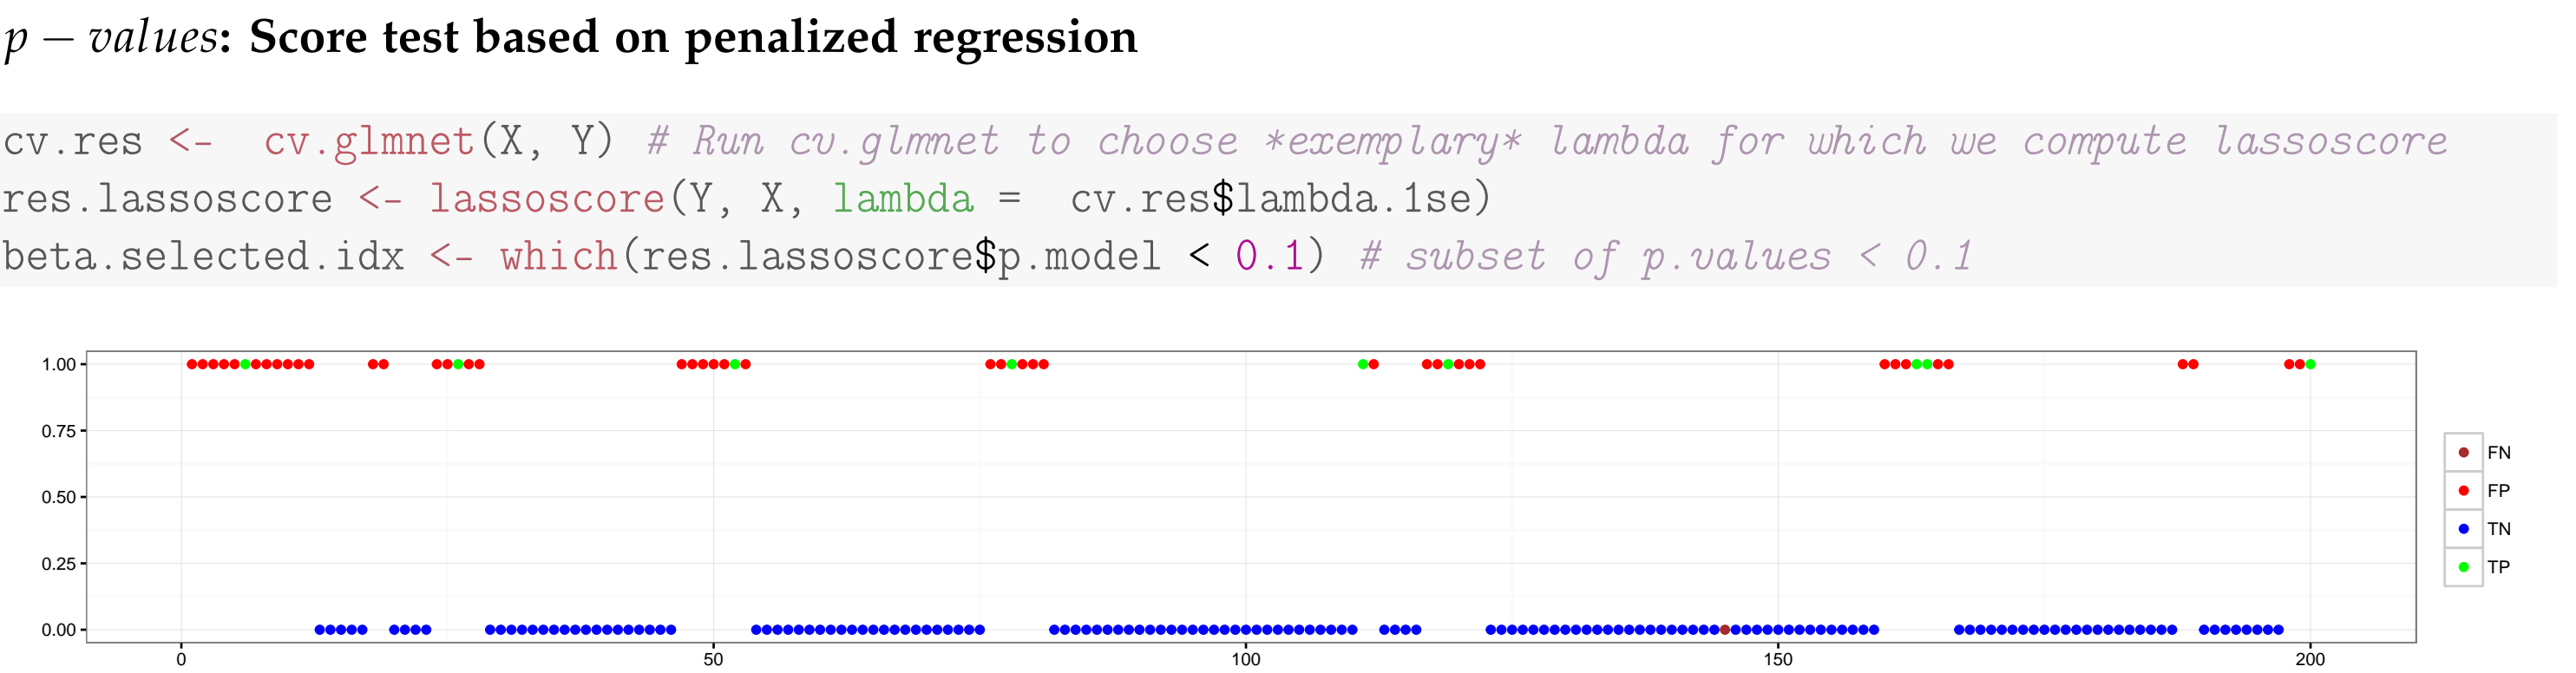 p − values: Score test based on penalized regression
cv.res <-  cv.glmnet(X, Y) # Run cv.glmnet to choose *exemplary* lambda for which we compute lassoscore
res.lassoscore <- lassoscore(Y, X, lambda =  cv.res$lambda.1se)
beta.selected.idx <- which(res.lassoscore$p.model < 0.1) # subset of p.values < 0.1
1.00
0.75
0.50
0.25
0.00
0 50 100 150 200
FN
FP
TN
TP